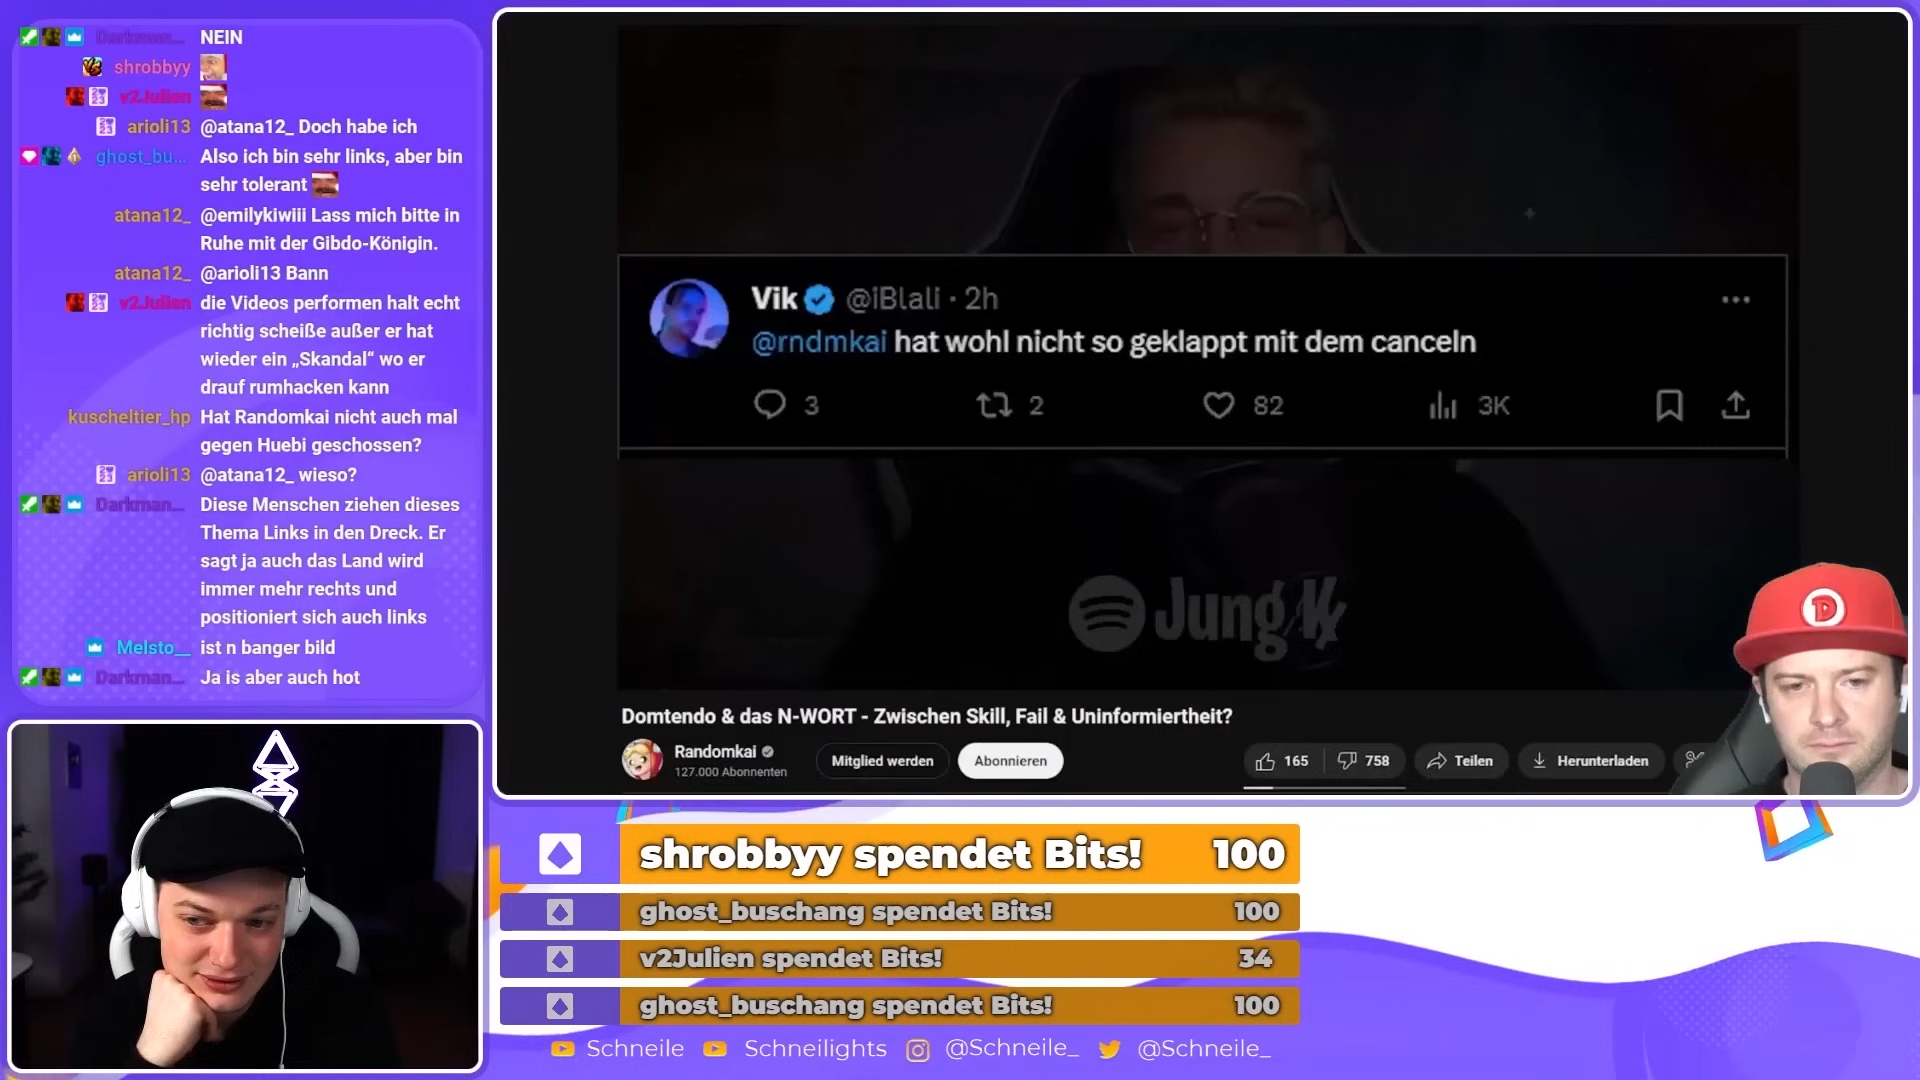 Darkman... NEIN
shrobbyy
v2Julien
arioli13 @atana12_ Doch habe ich
ghost_bu... Also ich bin sehr links, aber bin
sehr tolerant
atana12_ @emilykiwiii Lass mich bitte in
Ruhe mit der Gibdo-Königin.
atana12_ @arioli13 Bann
v2Julien die Videos performen halt echt
richtig scheiße außer er hat
wieder ein „Skandal“ wo er
drauf rumhacken kann
kuscheltier_hp Hat Randomkai nicht auch mal
gegen Huebi geschossen?
arioli13 @atana12_ wieso?
Darkman... Diese Menschen ziehen dieses
Thema Links in den Dreck. Er
sagt ja auch das Land wird
immer mehr rechts und
positioniert sich auch links
Melsto__ ist n banger bild
Darkman... Ja is aber auch hot
Vik @iBlali · 2h
@rndmkai hat wohl nicht so geklappt mit dem canceln
3 2 82 3K
Jung
Domtendo & das N-WORT - Zwischen Skill, Fail & Uninformiertheit?
Randomkai
127.000 Abonnenten
Mitglied werden
Abonnieren
165 758 Teilen Herunterladen
D
shrobbyy spendet Bits! 100
ghost_buschang spendet Bits! 100
v2Julien spendet Bits! 34
ghost_buschang spendet Bits! 100
Schneile Schneilights @Schneile_ @Schneile_